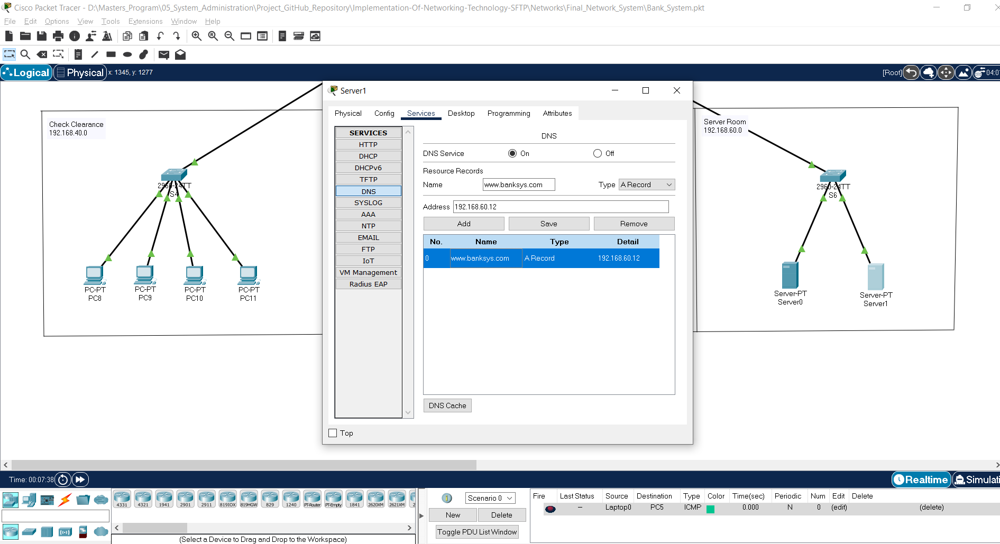 Cisco Packet Tracer - D:\Masters_Program\05_System_Administration\Project_GitHub_Repository\Implementation-Of-Networking-Technology-SFTP\Networks\Final_Network_System\Bank_System.pkt
File Edit Options View Tools Extensions Window Help
Logical Physical x: 1345, y: 1277 [Root] 04:0
Check Clearance
192.168.40.0
2960-24TT
S4
PC-PT
PC8
PC-PT
PC9
PC-PT
PC10
PC-PT
PC11
Server1
Physical Config Services Desktop Programming Attributes
SERVICES
HTTP
DHCP
DHCPv6
TFTP
DNS
SYSLOG
AAA
NTP
EMAIL
FTP
IoT
VM Management
Radius EAP
DNS
DNS Service On Off
Resource Records
Name www.banksys.com Type A Record
Address 192.168.60.12
Add Save Remove
No. Name Type Detail
0 www.banksys.com A Record 192.168.60.12
DNS Cache
Top
Server Room
192.168.60.0
2960-24TT
S6
Server-PT
Server0
Server-PT
Server1
Time: 00:07:38 Realtime Simulati
4331 4321 1941 2901 2911 819IOX 819HGW 829 1240 PT-Router PT-Empty 1841 2620XM 2621XM 2
(Select a Device to Drag and Drop to the Workspace)
Scenario 0
New Delete
Toggle PDU List Window
Fire Last Status Source Destination Type Color Time(sec) Periodic Num Edit Delete
-- Laptop0 PC5 ICMP 0.000 N 0 (edit) (delete)